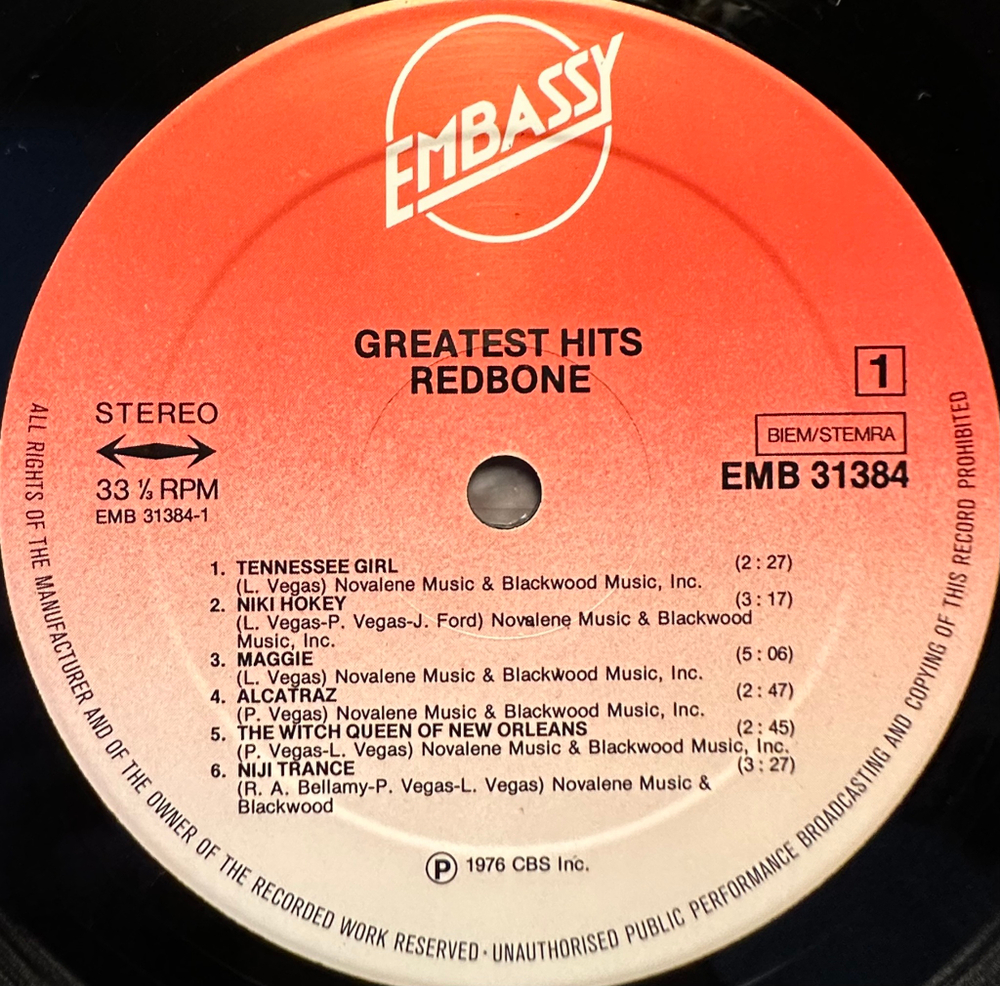 EMBASSY
GREATEST HITS
REDBONE
1
STEREO
BIEM/STEMRA
33 ⅓ RPM
EMB 31384
EMB 31384-1
1. TENNESSEE GIRL (2 : 27)
(L. Vegas) Novalene Music & Blackwood Music, Inc.
2. NIKI HOKEY (3 : 17)
(L. Vegas-P. Vegas-J. Ford) Novalene Music & Blackwood
Music, Inc.
3. MAGGIE (5 : 06)
(L. Vegas) Novalene Music & Blackwood Music, Inc.
4. ALCATRAZ (2 : 47)
(P. Vegas) Novalene Music & Blackwood Music, Inc.
5. THE WITCH QUEEN OF NEW ORLEANS (2 : 45)
(P. Vegas-L. Vegas) Novalene Music & Blackwood Music, Inc.
6. NIJI TRANCE (3 : 27)
(R. A. Bellamy-P. Vegas-L. Vegas) Novalene Music &
Blackwood
Ⓟ 1976 CBS Inc.
ALL RIGHTS OF THE MANUFACTURER AND OF THE OWNER OF THE RECORDED WORK RESERVED · UNAUTHORISED PUBLIC PERFORMANCE BROADCASTING AND COPYING OF THIS RECORD PROHIBITED